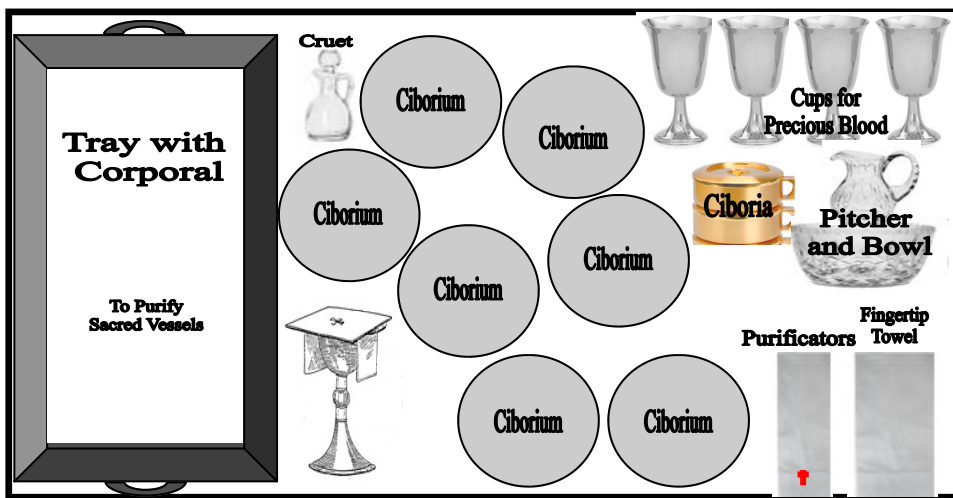 Tray with
Corporal
To Purify
Sacred Vessels
Cruet
Ciborium
Ciborium
Ciborium
Ciborium
Ciborium
Ciborium
Ciborium
Cups for
Precious Blood
Ciboria
Pitcher
and Bowl
Purificators
Fingertip
Towel